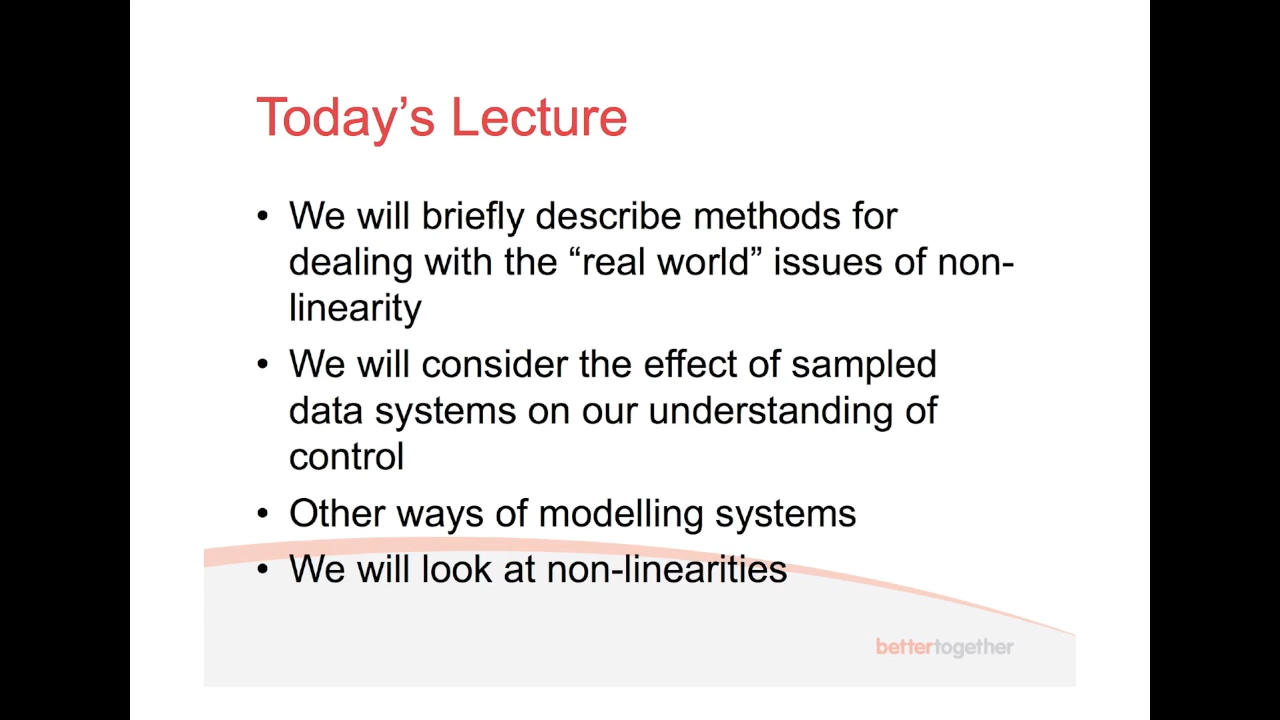 Today’s Lecture
• We will briefly describe methods for
dealing with the “real world” issues of non-
linearity
• We will consider the effect of sampled
data systems on our understanding of
control
• Other ways of modelling systems
• We will look at non-linearities
bettertogether